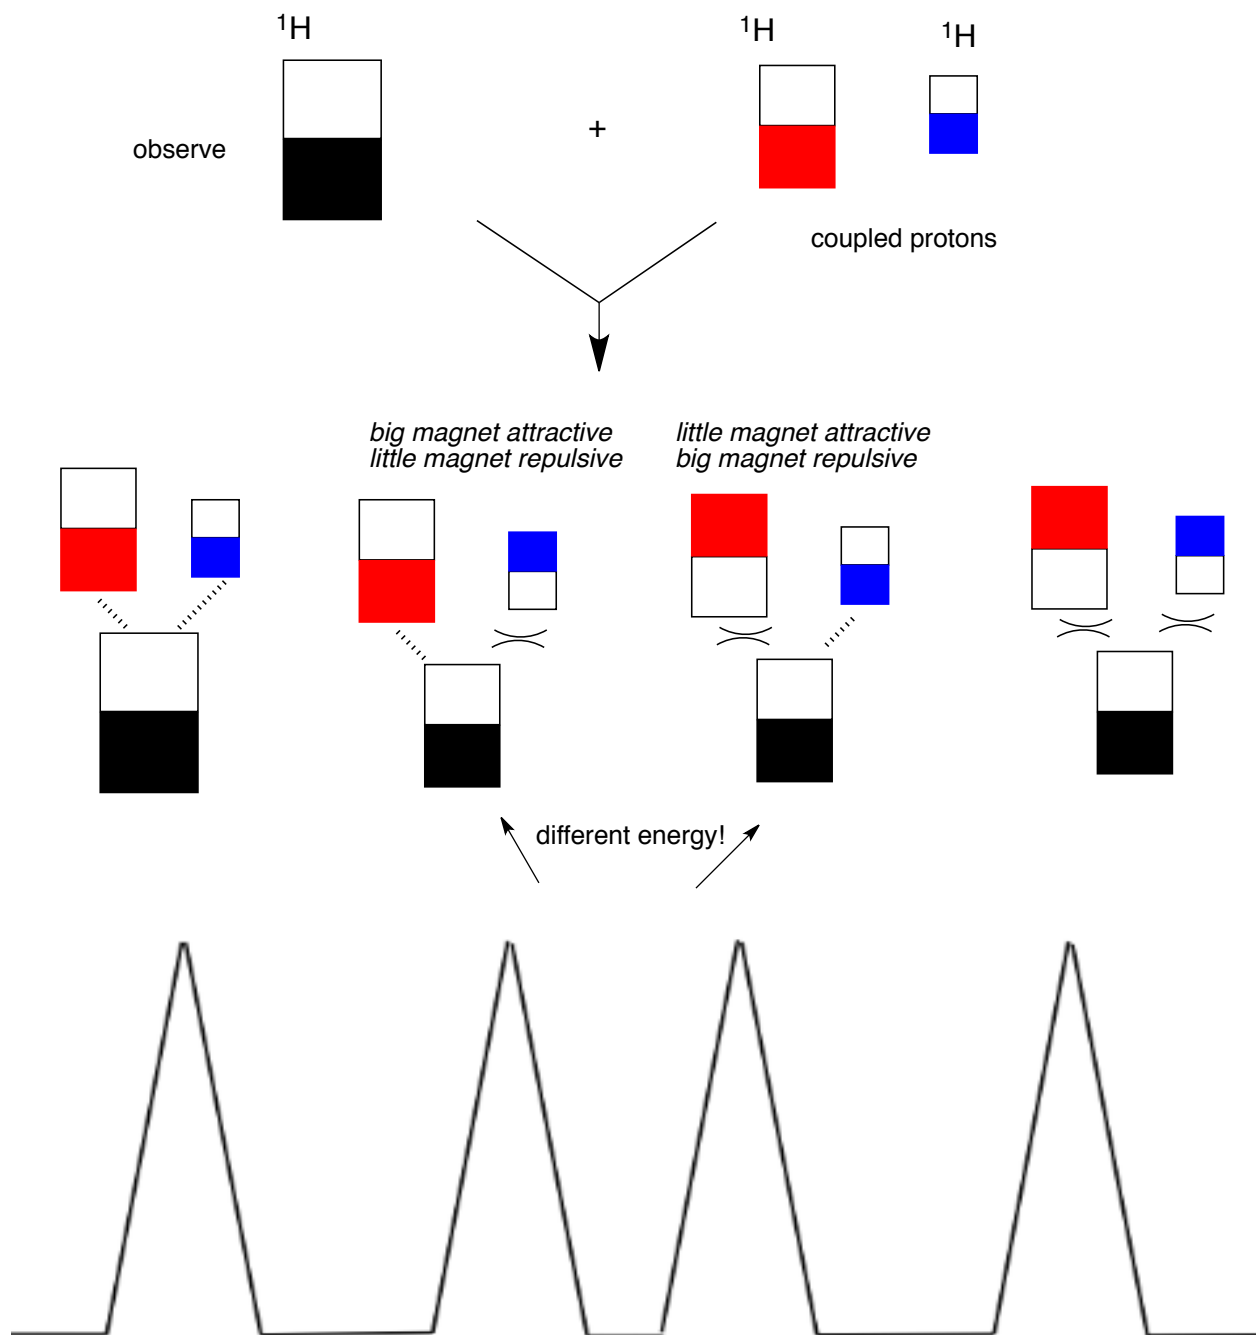 ¹H
¹H
¹H
observe
+
coupled protons
big magnet attractive
little magnet repulsive
little magnet attractive
big magnet repulsive
different energy!